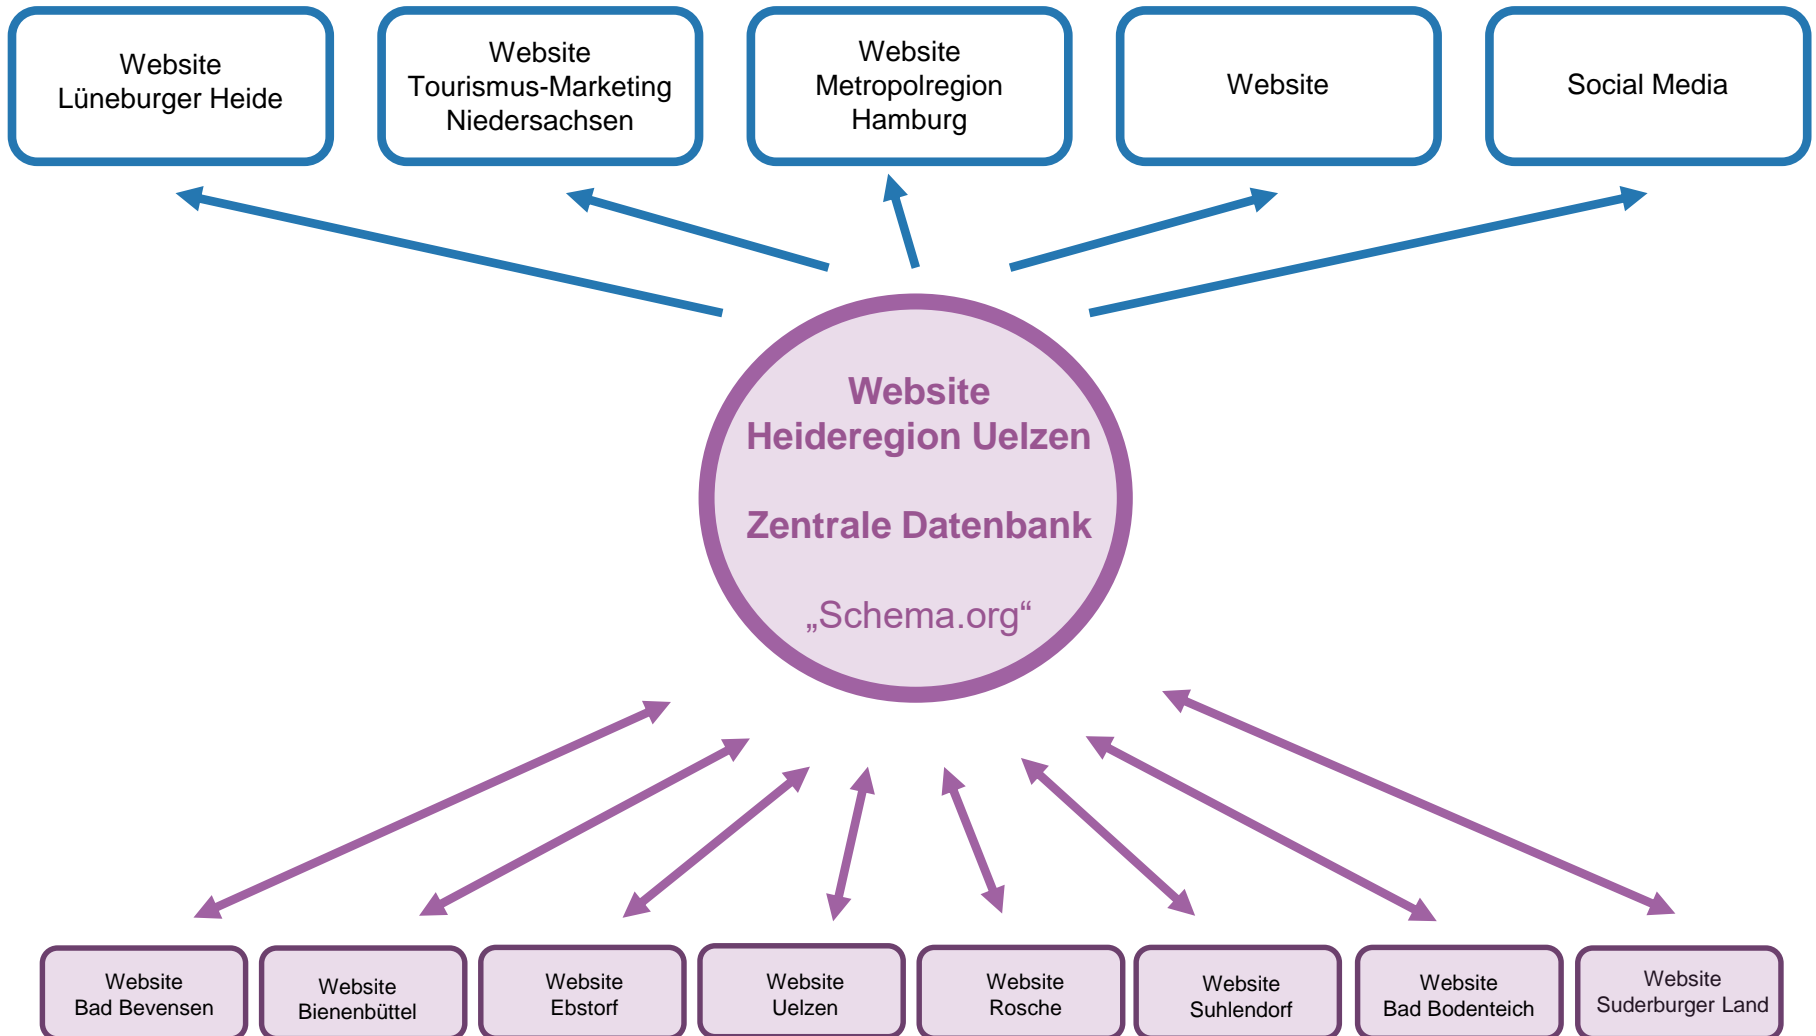 Website
Lüneburger Heide
Website
Tourismus-Marketing
Niedersachsen
Website
Metropolregion
Hamburg
Website
Social Media
Website
Heideregion Uelzen
Zentrale Datenbank
„Schema.org“
Website
Bad Bevensen
Website
Bienenbüttel
Website
Ebstorf
Website
Uelzen
Website
Rosche
Website
Suhlendorf
Website
Bad Bodenteich
Website
Suderburger Land